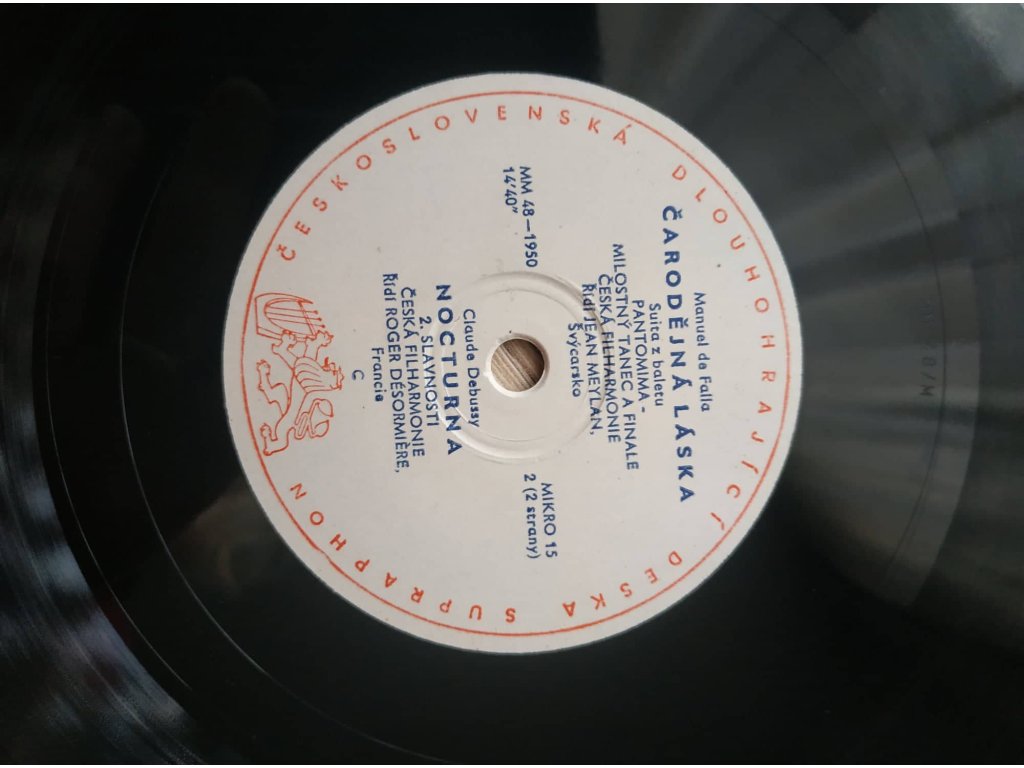 ČESKOSLOVENSKÁ DLOUHOHRAJÍCÍ DESKA SUPRAPHON
Manuel de Falla
ČARODĚJNÁ LÁSKA
Suita z baletu
PANTOMIMA -
MILOSTNÝ TANEC A FINALE
ČESKÁ FILHARMONIE
Řídí JEAN MEYLAN,
Švýcarsko
MM 48-1950
14'40"
MIKRO 15
2 (2 strany)
Claude Debussy
NOCTURNA
2. SLAVNOSTI
ČESKÁ FILHARMONIE
Řídí ROGER DÉSORMIÈRE,
Francie
C